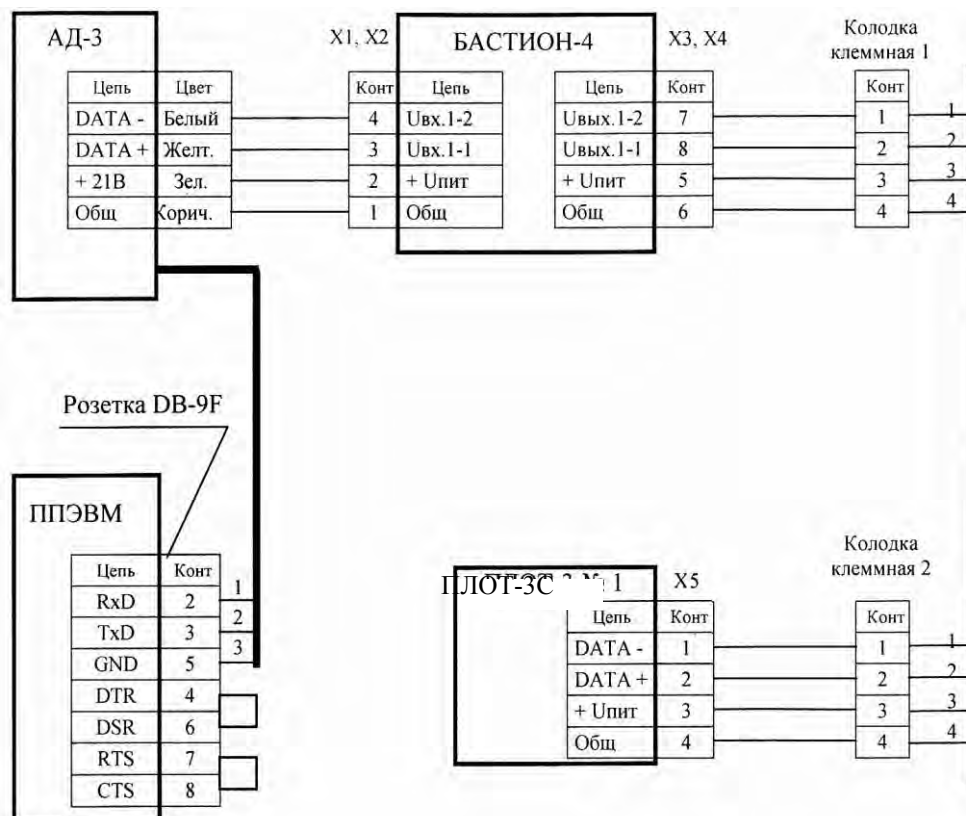 АД-3
Цепь Цвет
DATA - Белый
DATA + Желт.
+ 21В Зел.
Общ Корич.
X1, X2
БАСТИОН-4
X3, X4
Конт Цепь
4 Uвх.1-2
3 Uвх.1-1
2 + Uпит
1 Общ
Цепь Конт
Uвых.1-2 7
Uвых.1-1 8
+ Uпит 5
Общ 6
Колодка
клеммная 1
Конт
1 1
2 2
3 3
4 4
Розетка DB-9F
ППЭВМ
Цепь Конт
RxD 2 1
TxD 3 2
GND 5 3
DTR 4
DSR 6
RTS 7
CTS 8
ПЛОТ-3С 1
X5
Цепь Конт
DATA - 1
DATA + 2
+ Uпит 3
Общ 4
Колодка
клеммная 2
Конт
1 1
2 2
3 3
4 4